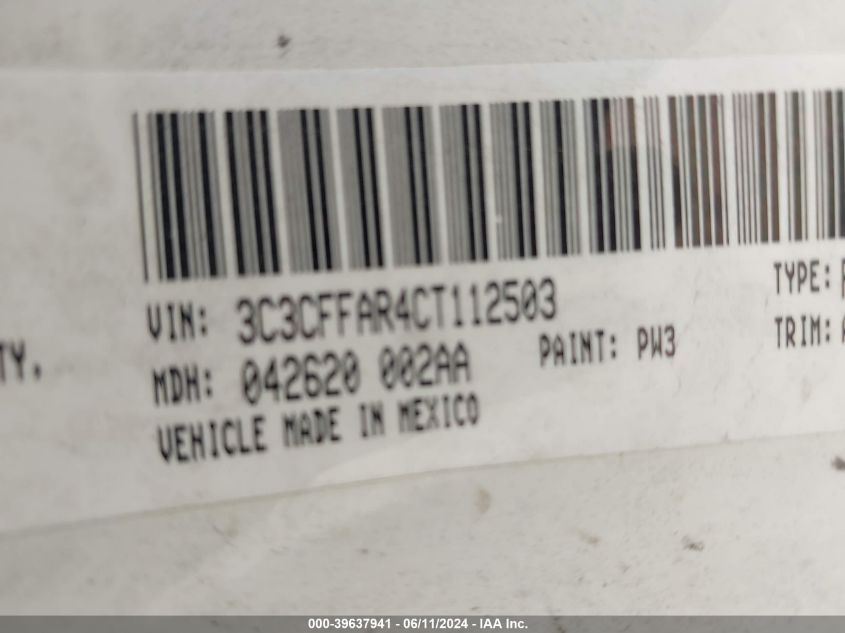 TY.
VIN: 3C3CFFAR4CT112503
MDH: 042620 002AA
PAINT: PW3
VEHICLE MADE IN MEXICO
TYPE:
TRIM:
000-39637941 - 06/11/2024 - IAA Inc.